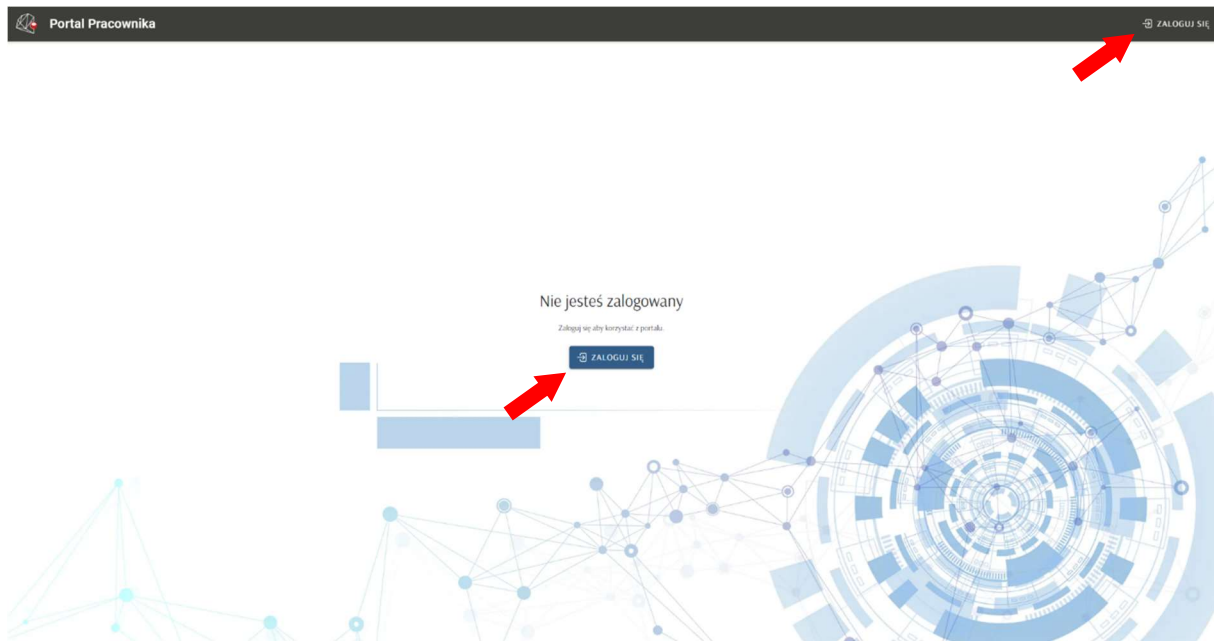 Portal Pracownika
ZALOGUJ SIĘ
Nie jesteś zalogowany
Zaloguj się aby korzystać z portalu.
ZALOGUJ SIĘ